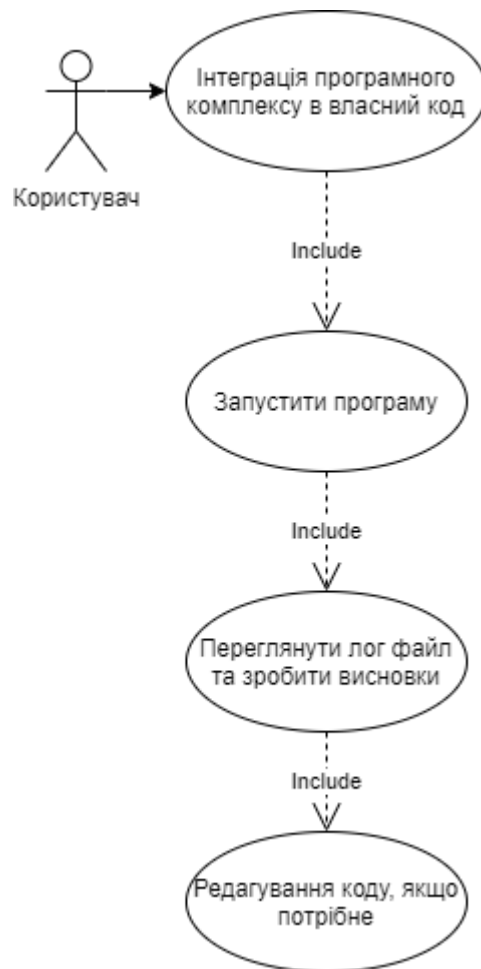 Інтеграція програмного
комплексу в власний код
Користувач
Include
Запустити програму
Include
Переглянути лог файл
та зробити висновки
Include
Редагування коду, якщо
потрібне